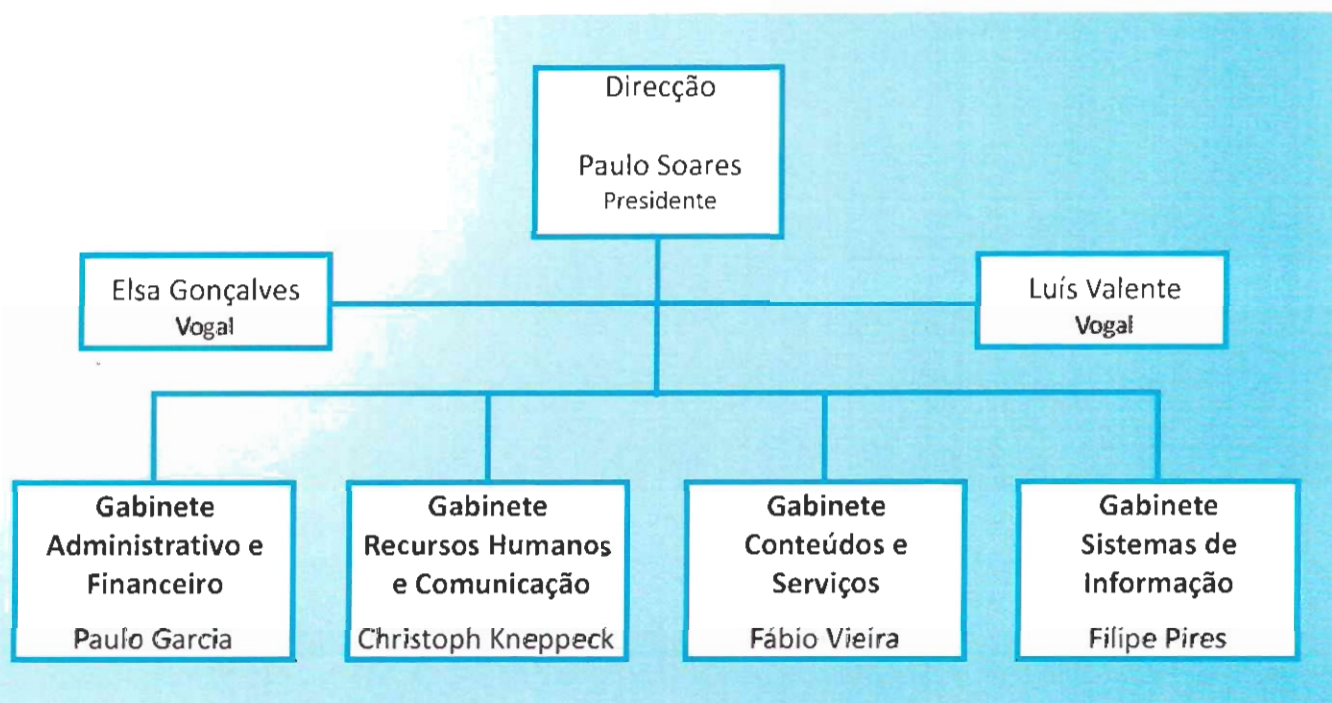 Direcção
Paulo Soares
Presidente
Elsa Gonçalves
Vogal
Luís Valente
Vogal
Gabinete
Administrativo e
Financeiro
Paulo Garcia
Gabinete
Recursos Humanos
e Comunicação
Christoph Kneppeck
Gabinete
Conteúdos e
Serviços
Fábio Vieira
Gabinete
Sistemas de
Informação
Filipe Pires